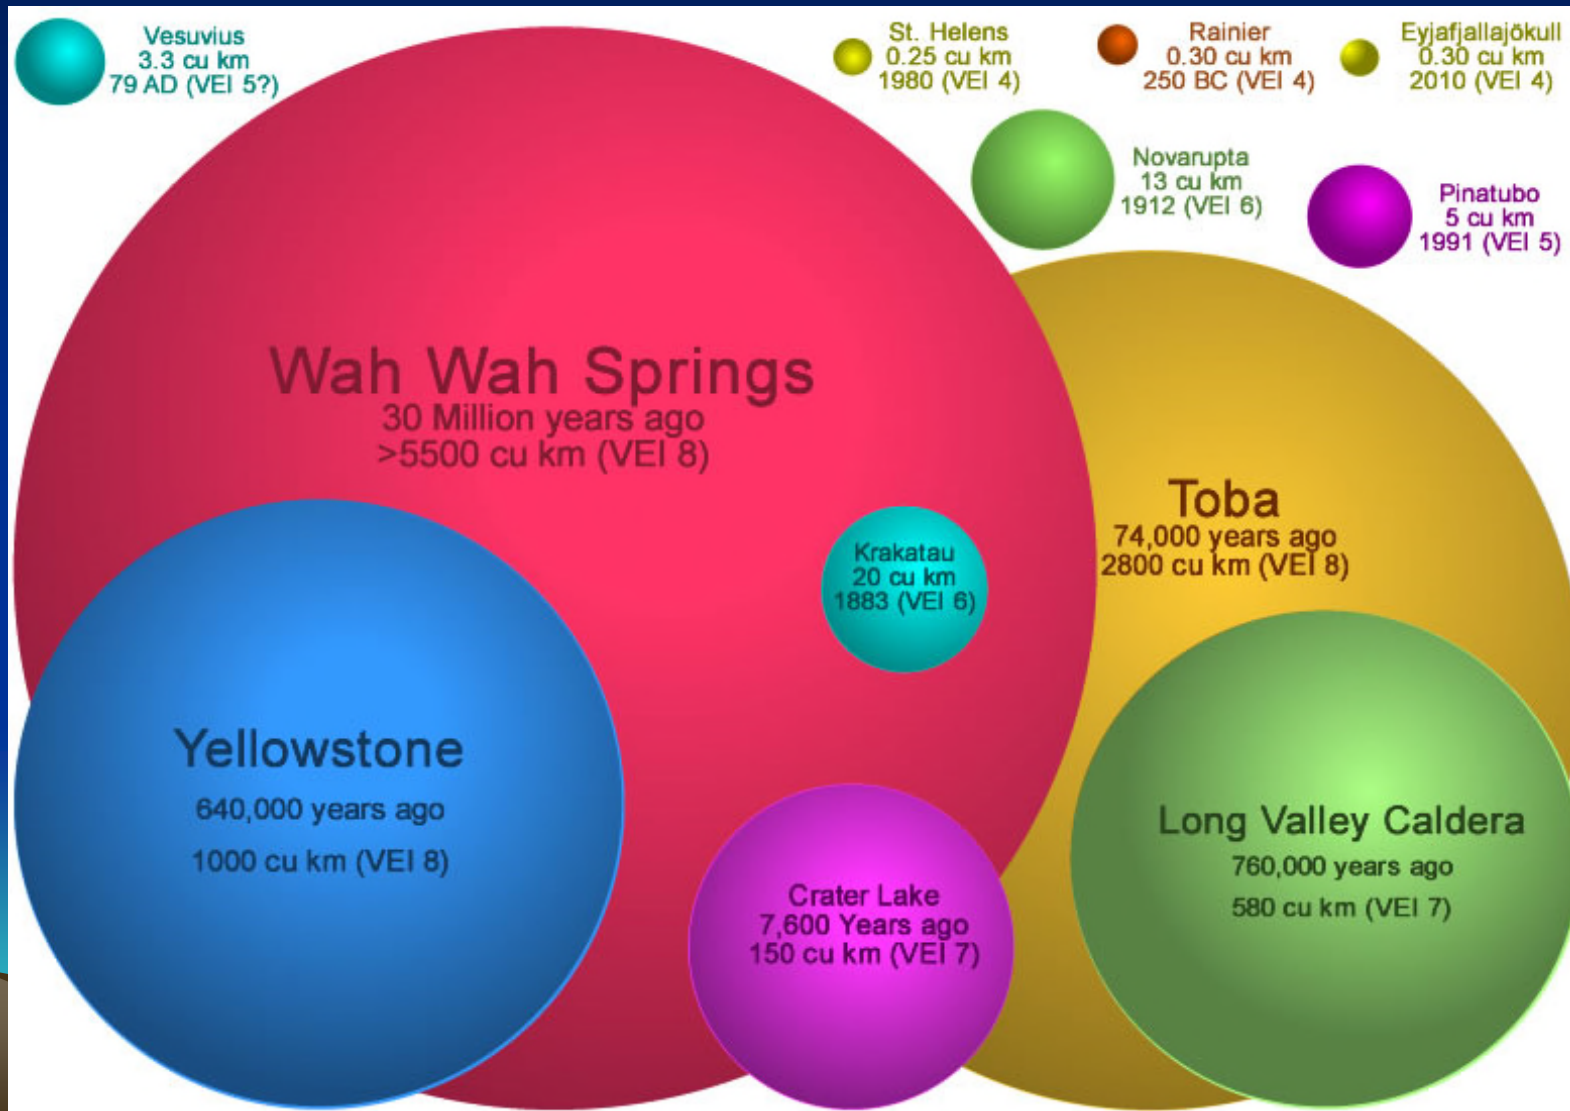 Vesuvius
3.3 cu km
79 AD (VEI 5?)
St. Helens
0.25 cu km
1980 (VEI 4)
Rainier
0.30 cu km
250 BC (VEI 4)
Eyjafjallajökull
0.30 cu km
2010 (VEI 4)
Novarupta
13 cu km
1912 (VEI 6)
Pinatubo
5 cu km
1991 (VEI 5)
Wah Wah Springs
30 Million years ago
>5500 cu km (VEI 8)
Toba
74,000 years ago
2800 cu km (VEI 8)
Krakatau
20 cu km
1883 (VEI 6)
Yellowstone
640,000 years ago
1000 cu km (VEI 8)
Long Valley Caldera
760,000 years ago
580 cu km (VEI 7)
Crater Lake
7,600 Years ago
150 cu km (VEI 7)